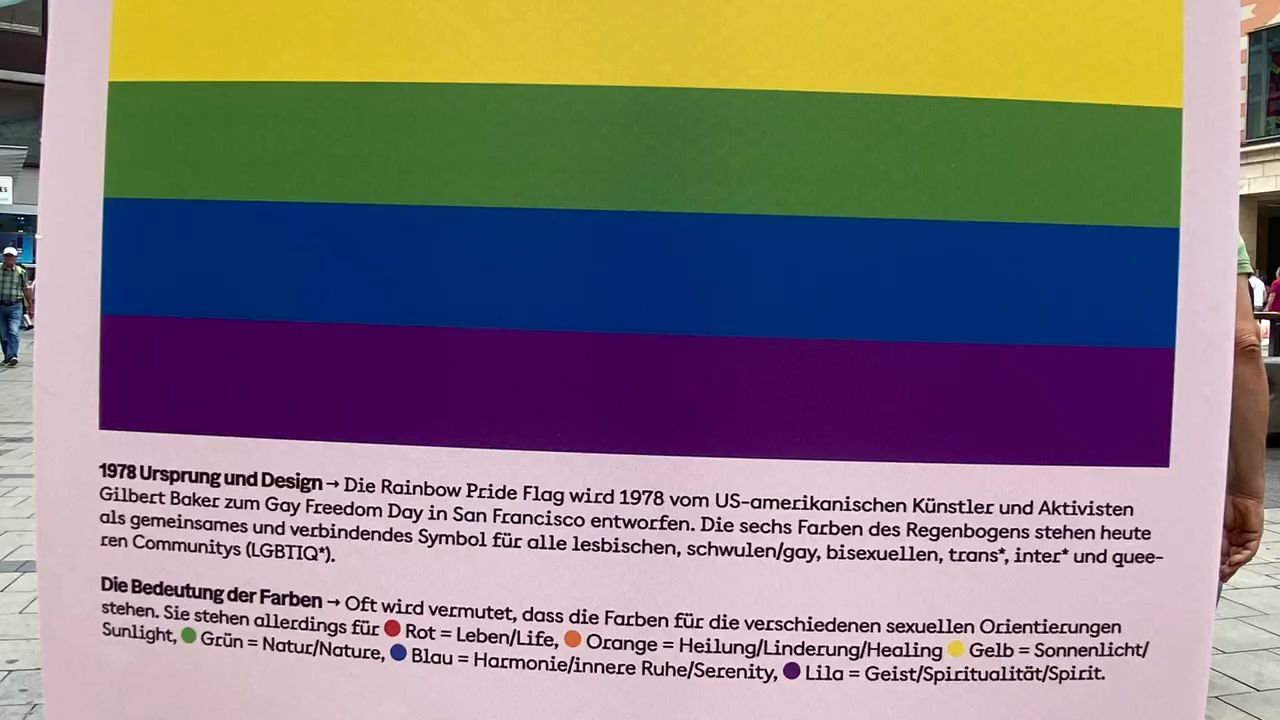 1978 Ursprung und Design → Die Rainbow Pride Flag wird 1978 vom US-amerikanischen Künstler und Aktivisten
Gilbert Baker zum Gay Freedom Day in San Francisco entworfen. Die sechs Farben des Regenbogens stehen heute
als gemeinsames und verbindendes Symbol für alle lesbischen, schwulen/gay, bisexuellen, trans*, inter* und quee-
ren Communitys (LGBTIQ*).
Die Bedeutung der Farben → Oft wird vermutet, dass die Farben für die verschiedenen sexuellen Orientierungen
stehen. Sie stehen allerdings für Rot = Leben/Life, Orange = Heilung/Linderung/Healing Gelb = Sonnenlicht/
Sunlight, Grün = Natur/Nature, Blau = Harmonie/innere Ruhe/Serenity, Lila = Geist/Spiritualität/Spirit.